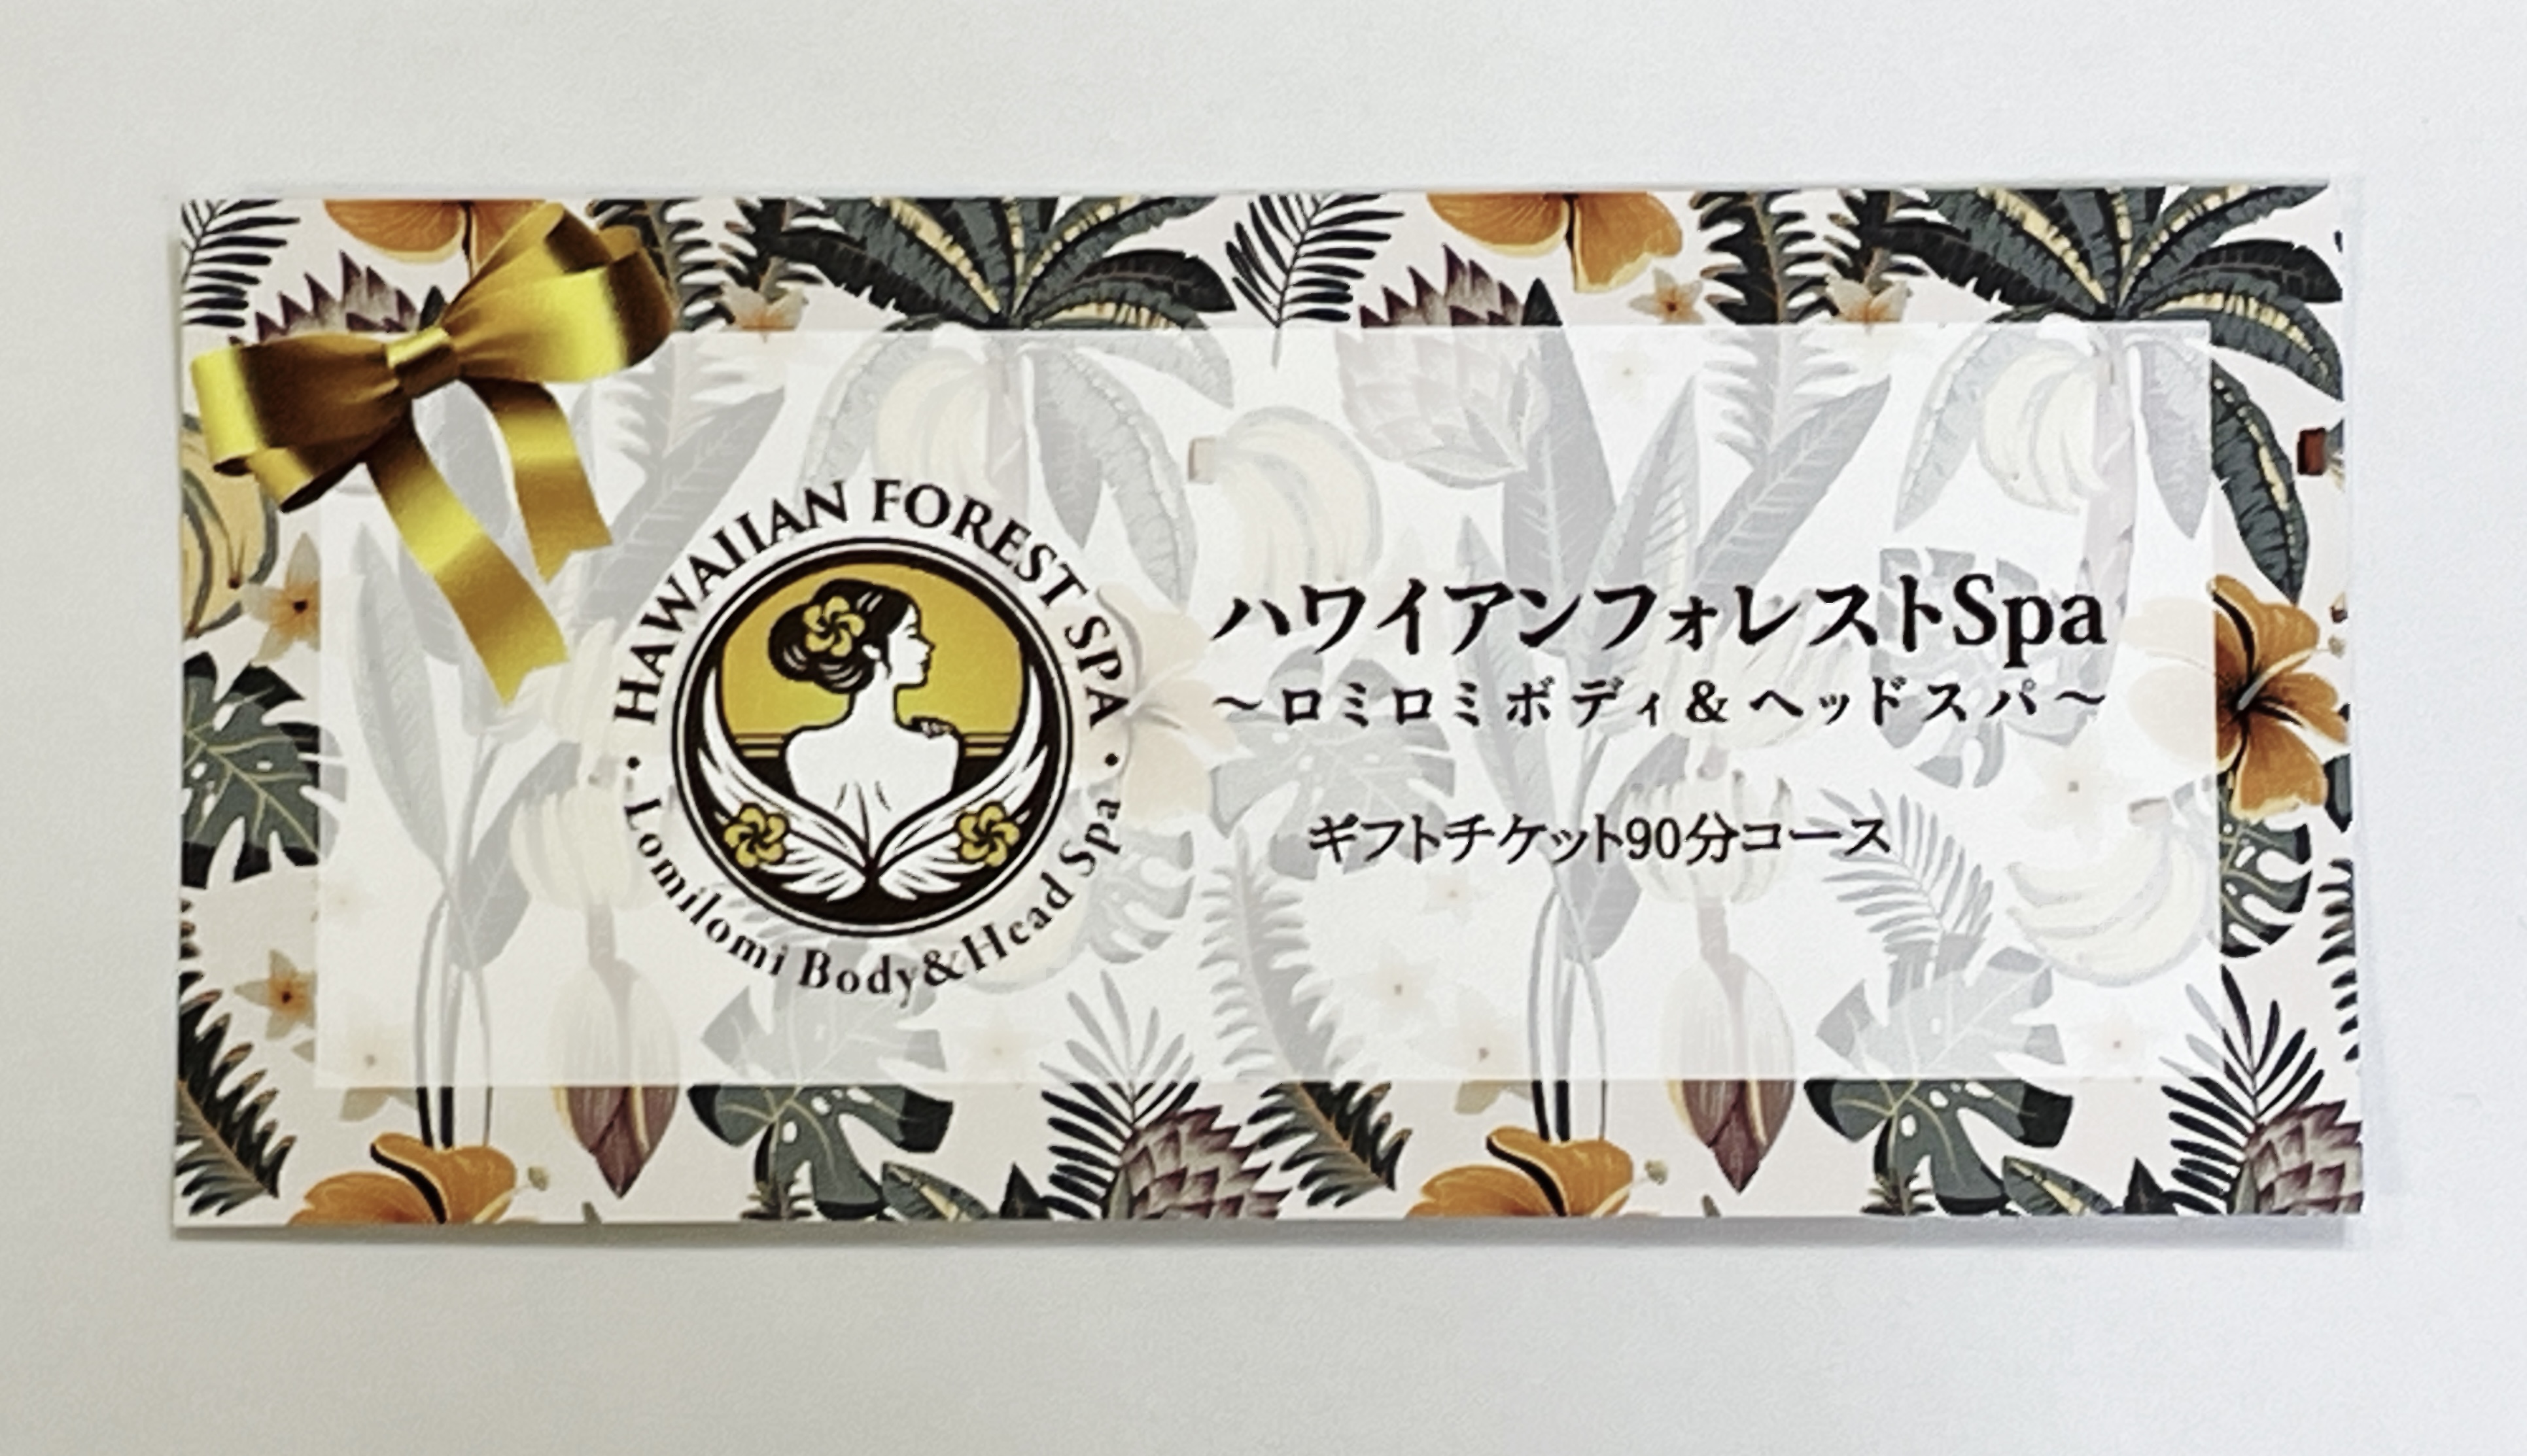 HAWAIIAN FOREST SPA
・Lomilomi Body&Head Spa・
ハワイアンフォレストSpa
～ロミロミボディ&ヘッドスパ～
ギフトチケット90分コース